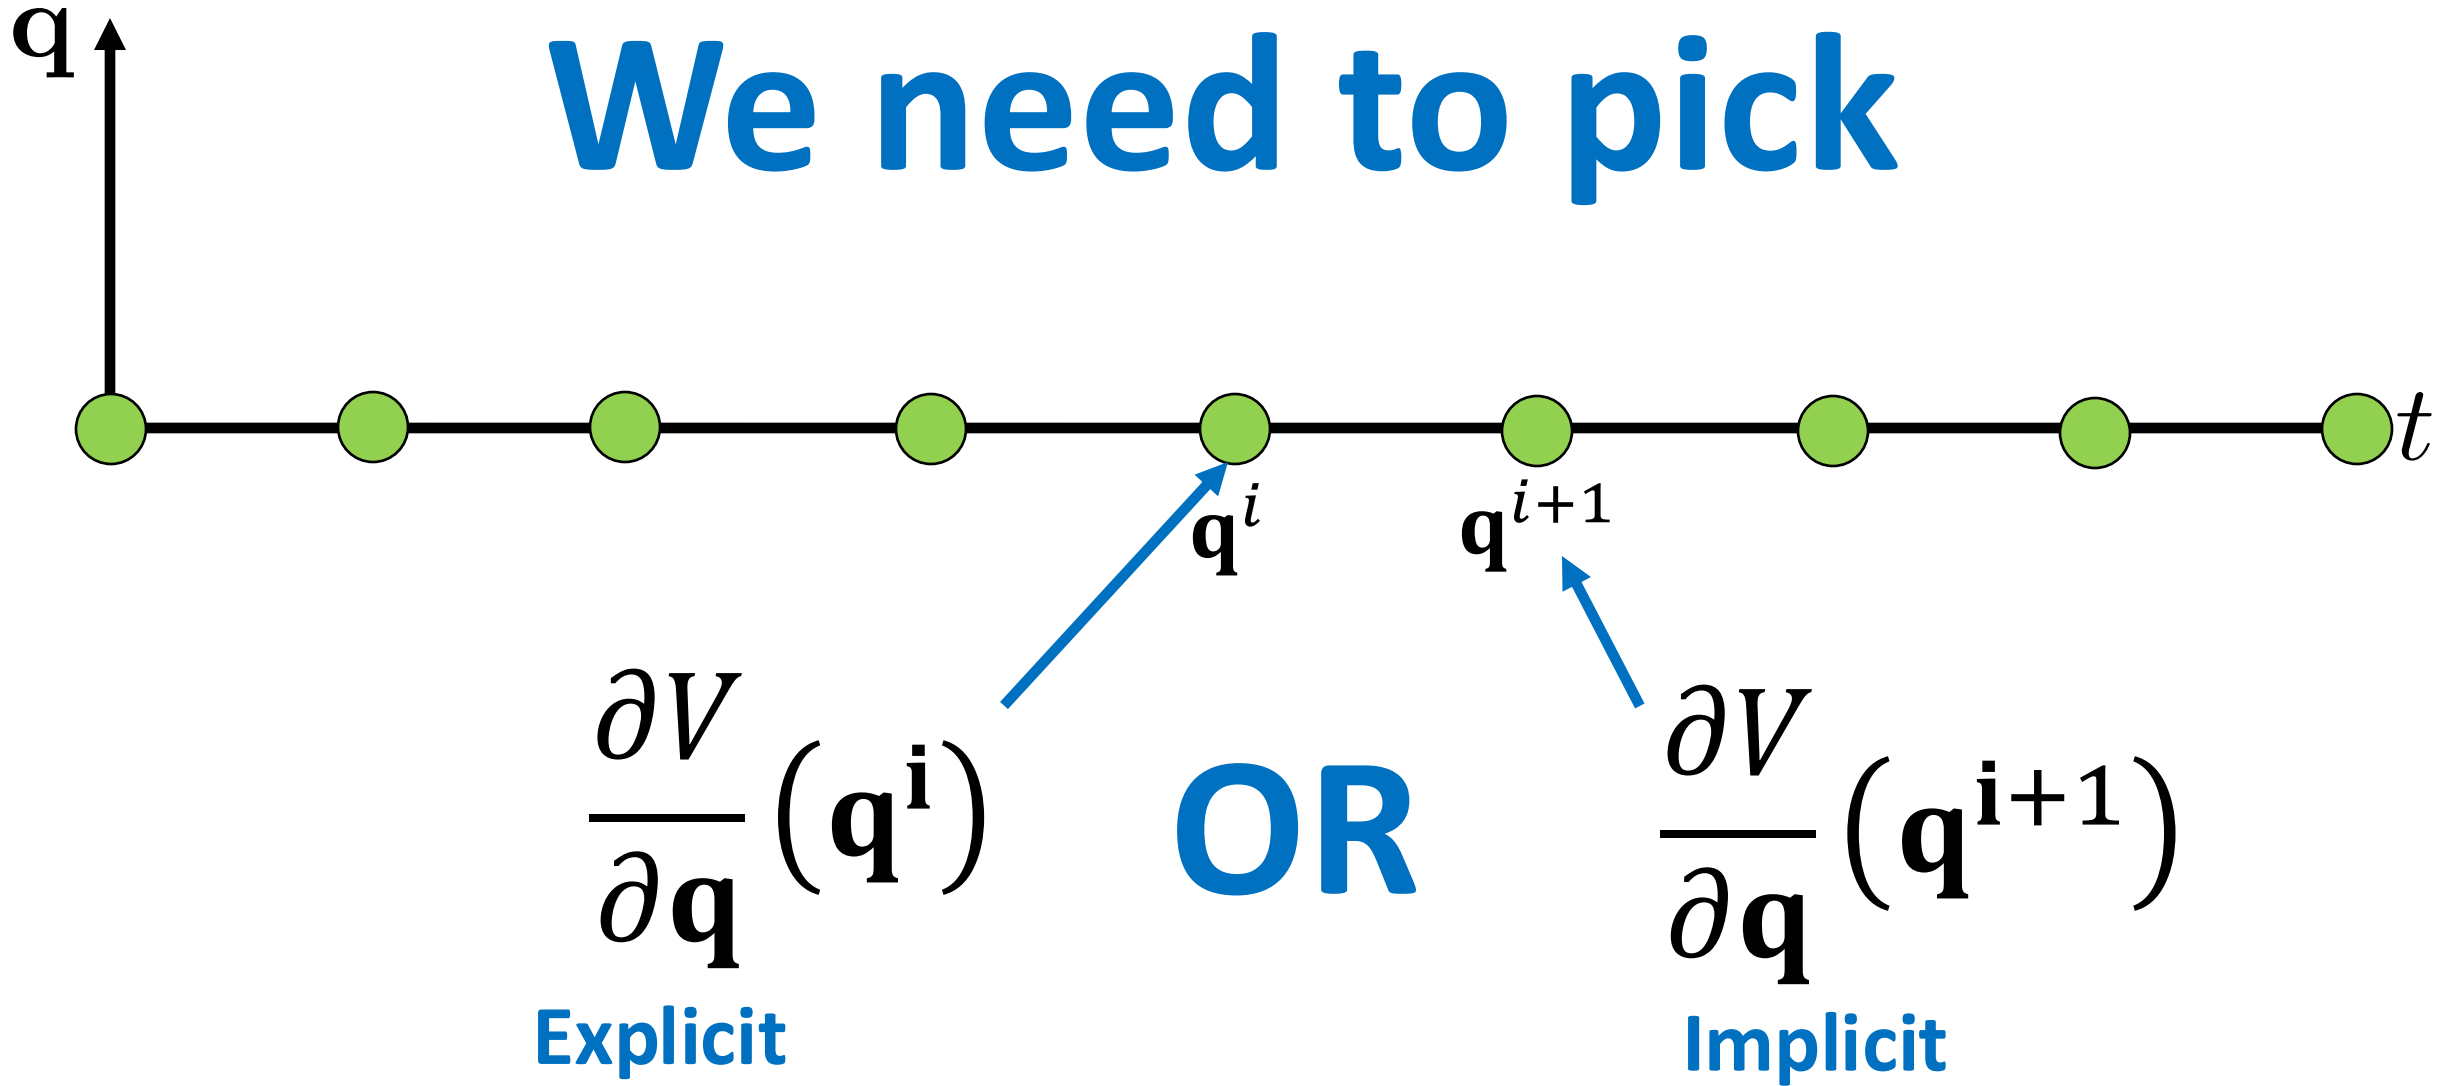 q
We need to pick
t
𝐪^𝑖
𝐪^{𝑖+1}
∂V/∂𝐪 (𝐪^𝐢)
OR
∂V/∂𝐪 (𝐪^{𝐢+𝟏})
Explicit
Implicit